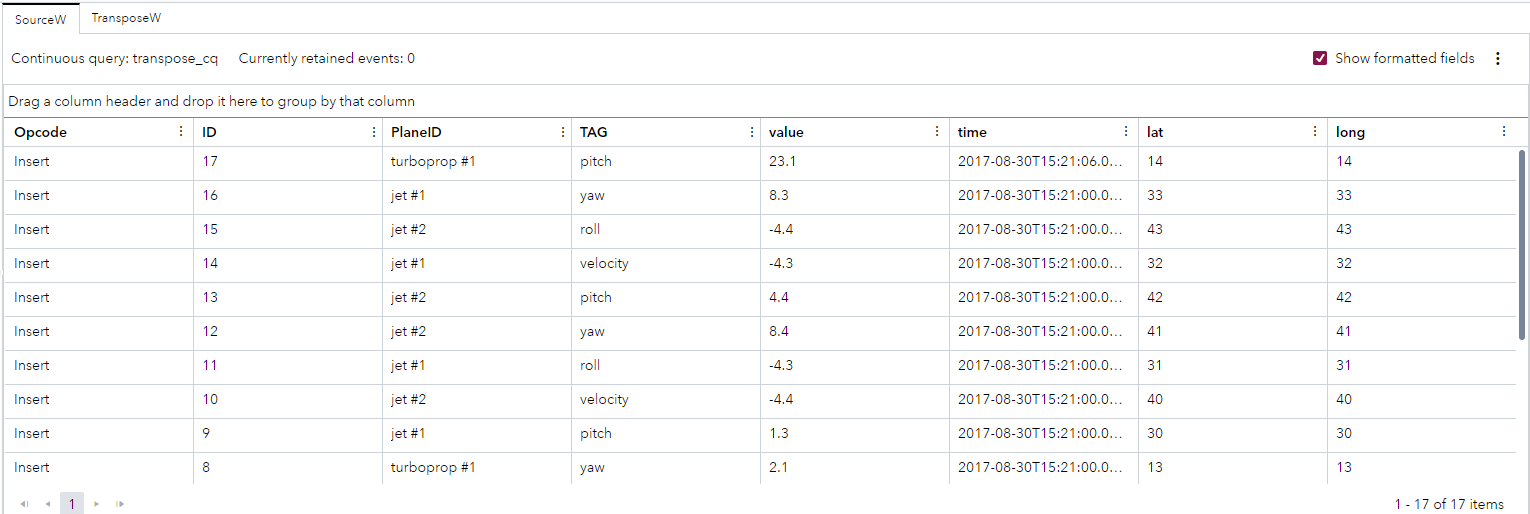 SourceW TransposeW
Continuous query: transpose_cq Currently retained events: 0 Show formatted fields
Drag a column header and drop it here to group by that column
Opcode ID PlaneID TAG value time lat long
Insert 17 turboprop #1 pitch 23.1 2017-08-30T15:21:06.0... 14 14
Insert 16 jet #1 yaw 8.3 2017-08-30T15:21:00.0... 33 33
Insert 15 jet #2 roll -4.4 2017-08-30T15:21:00.0... 43 43
Insert 14 jet #1 velocity -4.3 2017-08-30T15:21:00.0... 32 32
Insert 13 jet #2 pitch 4.4 2017-08-30T15:21:00.0... 42 42
Insert 12 jet #2 yaw 8.4 2017-08-30T15:21:00.0... 41 41
Insert 11 jet #1 roll -4.3 2017-08-30T15:21:00.0... 31 31
Insert 10 jet #2 velocity -4.4 2017-08-30T15:21:00.0... 40 40
Insert 9 jet #1 pitch 1.3 2017-08-30T15:21:00.0... 30 30
Insert 8 turboprop #1 yaw 2.1 2017-08-30T15:21:00.0... 13 13
1 1 - 17 of 17 items